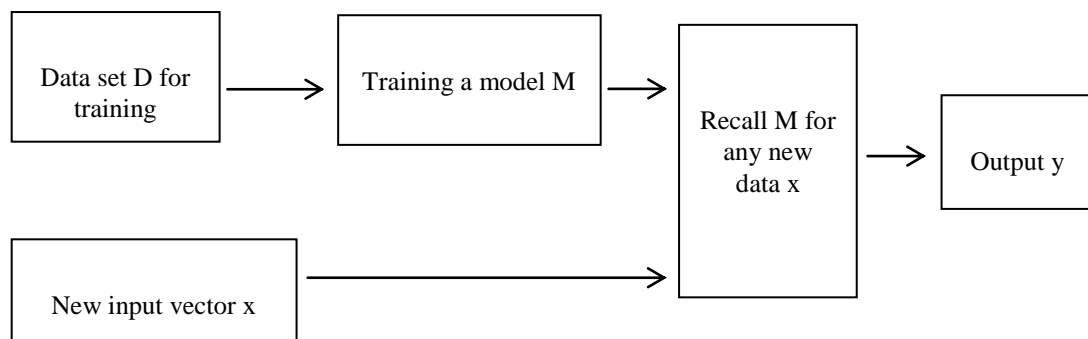 Data set D for
training
Training a model M
Recall M for
any new
data x
Output y
New input vector x